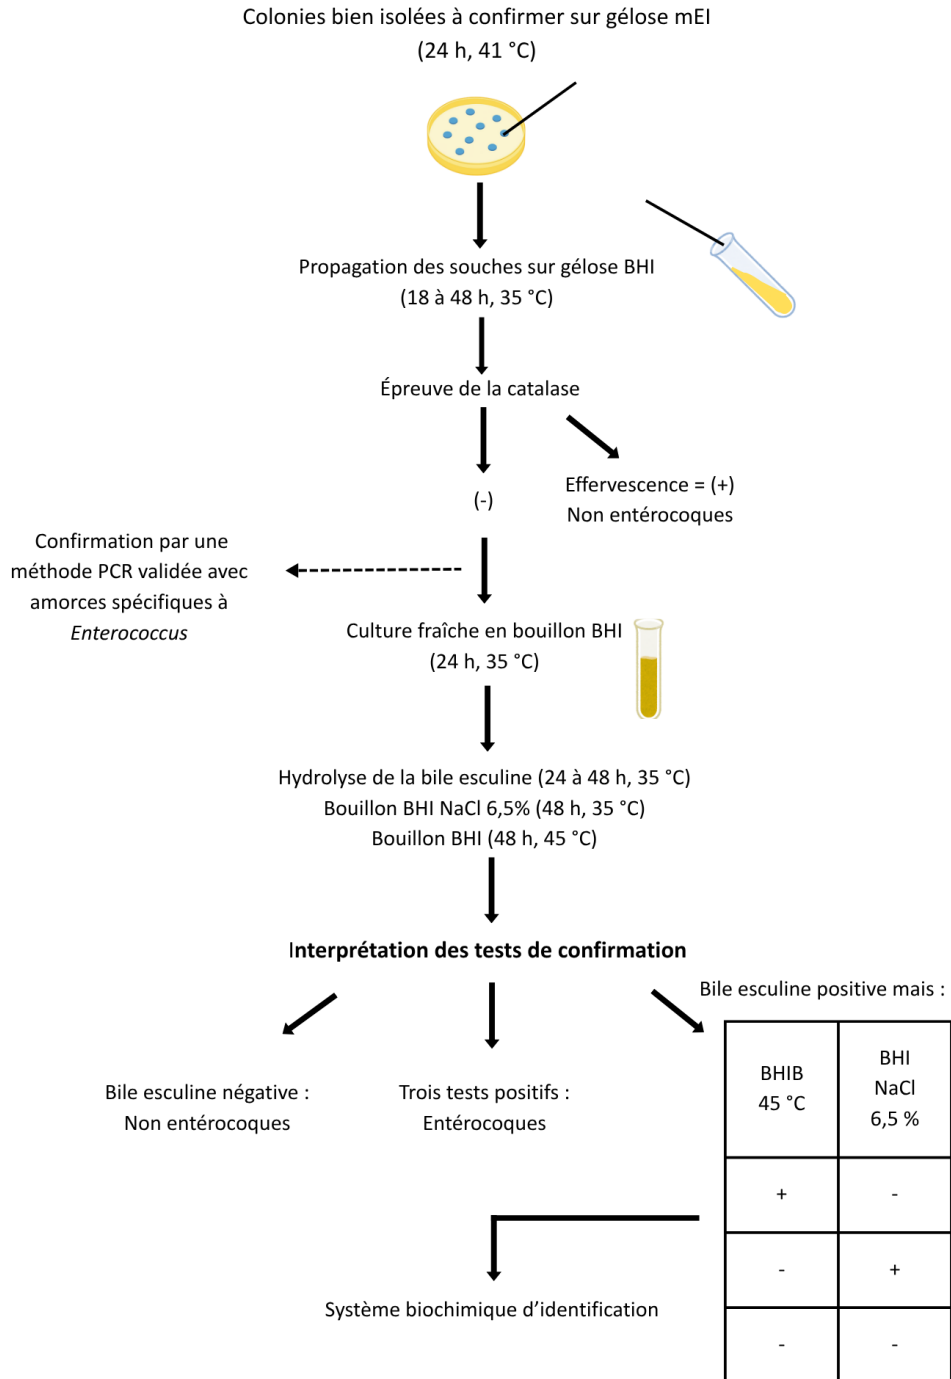 Colonies bien isolées à confirmer sur gélose mEI
(24 h, 41 °C)
Propagation des souches sur gélose BHI
(18 à 48 h, 35 °C)
Épreuve de la catalase
Effervescence = (+)
Non entérocoques
(-)
Confirmation par une
méthode PCR validée avec
amorces spécifiques à
Enterococcus
Culture fraîche en bouillon BHI
(24 h, 35 °C)
Hydrolyse de la bile esculine (24 à 48 h, 35 °C)
Bouillon BHI NaCl 6,5% (48 h, 35 °C)
Bouillon BHI (48 h, 45 °C)
Interprétation des tests de confirmation
Bile esculine négative :
Non entérocoques
Trois tests positifs :
Entérocoques
Bile esculine positive mais :
BHIB
45 °C
BHI
NaCl
6,5 %
+ -
- +
- -
Système biochimique d’identification